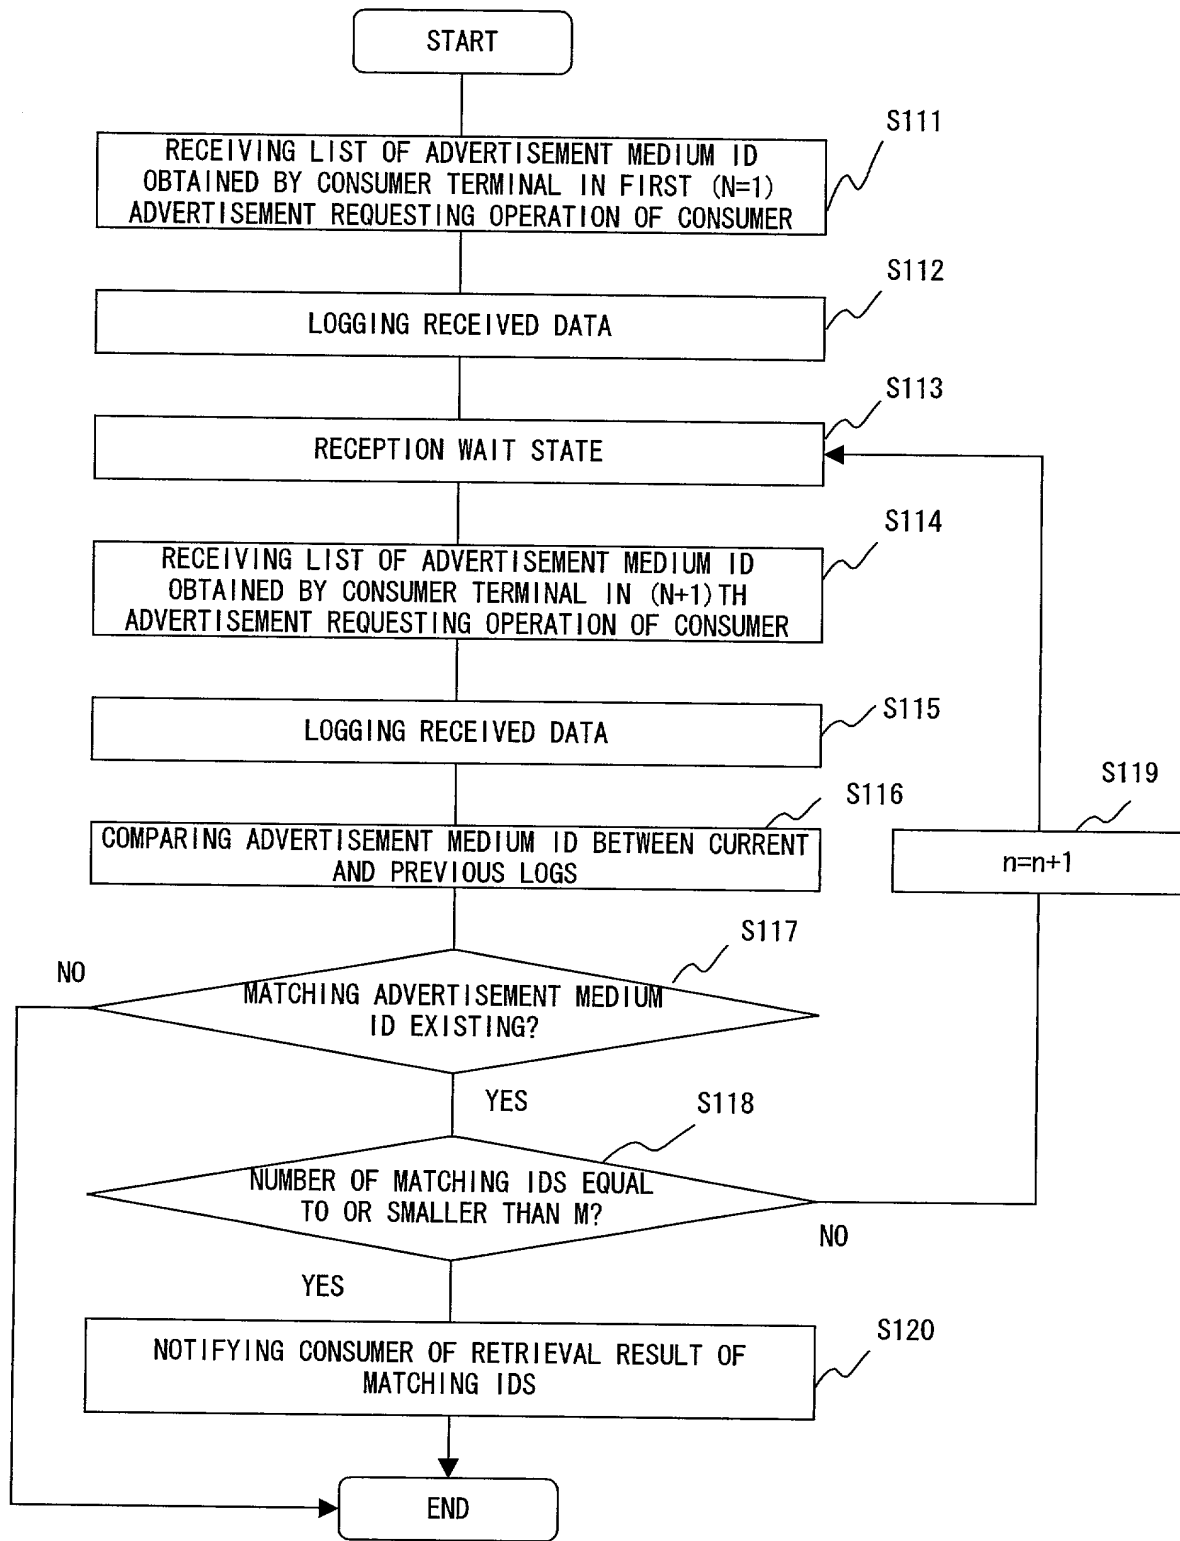 START
S111
RECEIVING LIST OF ADVERTISEMENT MEDIUM ID
OBTAINED BY CONSUMER TERMINAL IN FIRST (N=1)
ADVERTISEMENT REQUESTING OPERATION OF CONSUMER
S112
LOGGING RECEIVED DATA
S113
RECEPTION WAIT STATE
S114
RECEIVING LIST OF ADVERTISEMENT MEDIUM ID
OBTAINED BY CONSUMER TERMINAL IN (N+1)TH
ADVERTISEMENT REQUESTING OPERATION OF CONSUMER
S115
LOGGING RECEIVED DATA
S119
n=n+1
S116
COMPARING ADVERTISEMENT MEDIUM ID BETWEEN CURRENT
AND PREVIOUS LOGS
S117
NO
MATCHING ADVERTISEMENT MEDIUM
ID EXISTING?
YES
S118
NUMBER OF MATCHING IDS EQUAL
TO OR SMALLER THAN M?
NO
YES
S120
NOTIFYING CONSUMER OF RETRIEVAL RESULT OF
MATCHING IDS
END